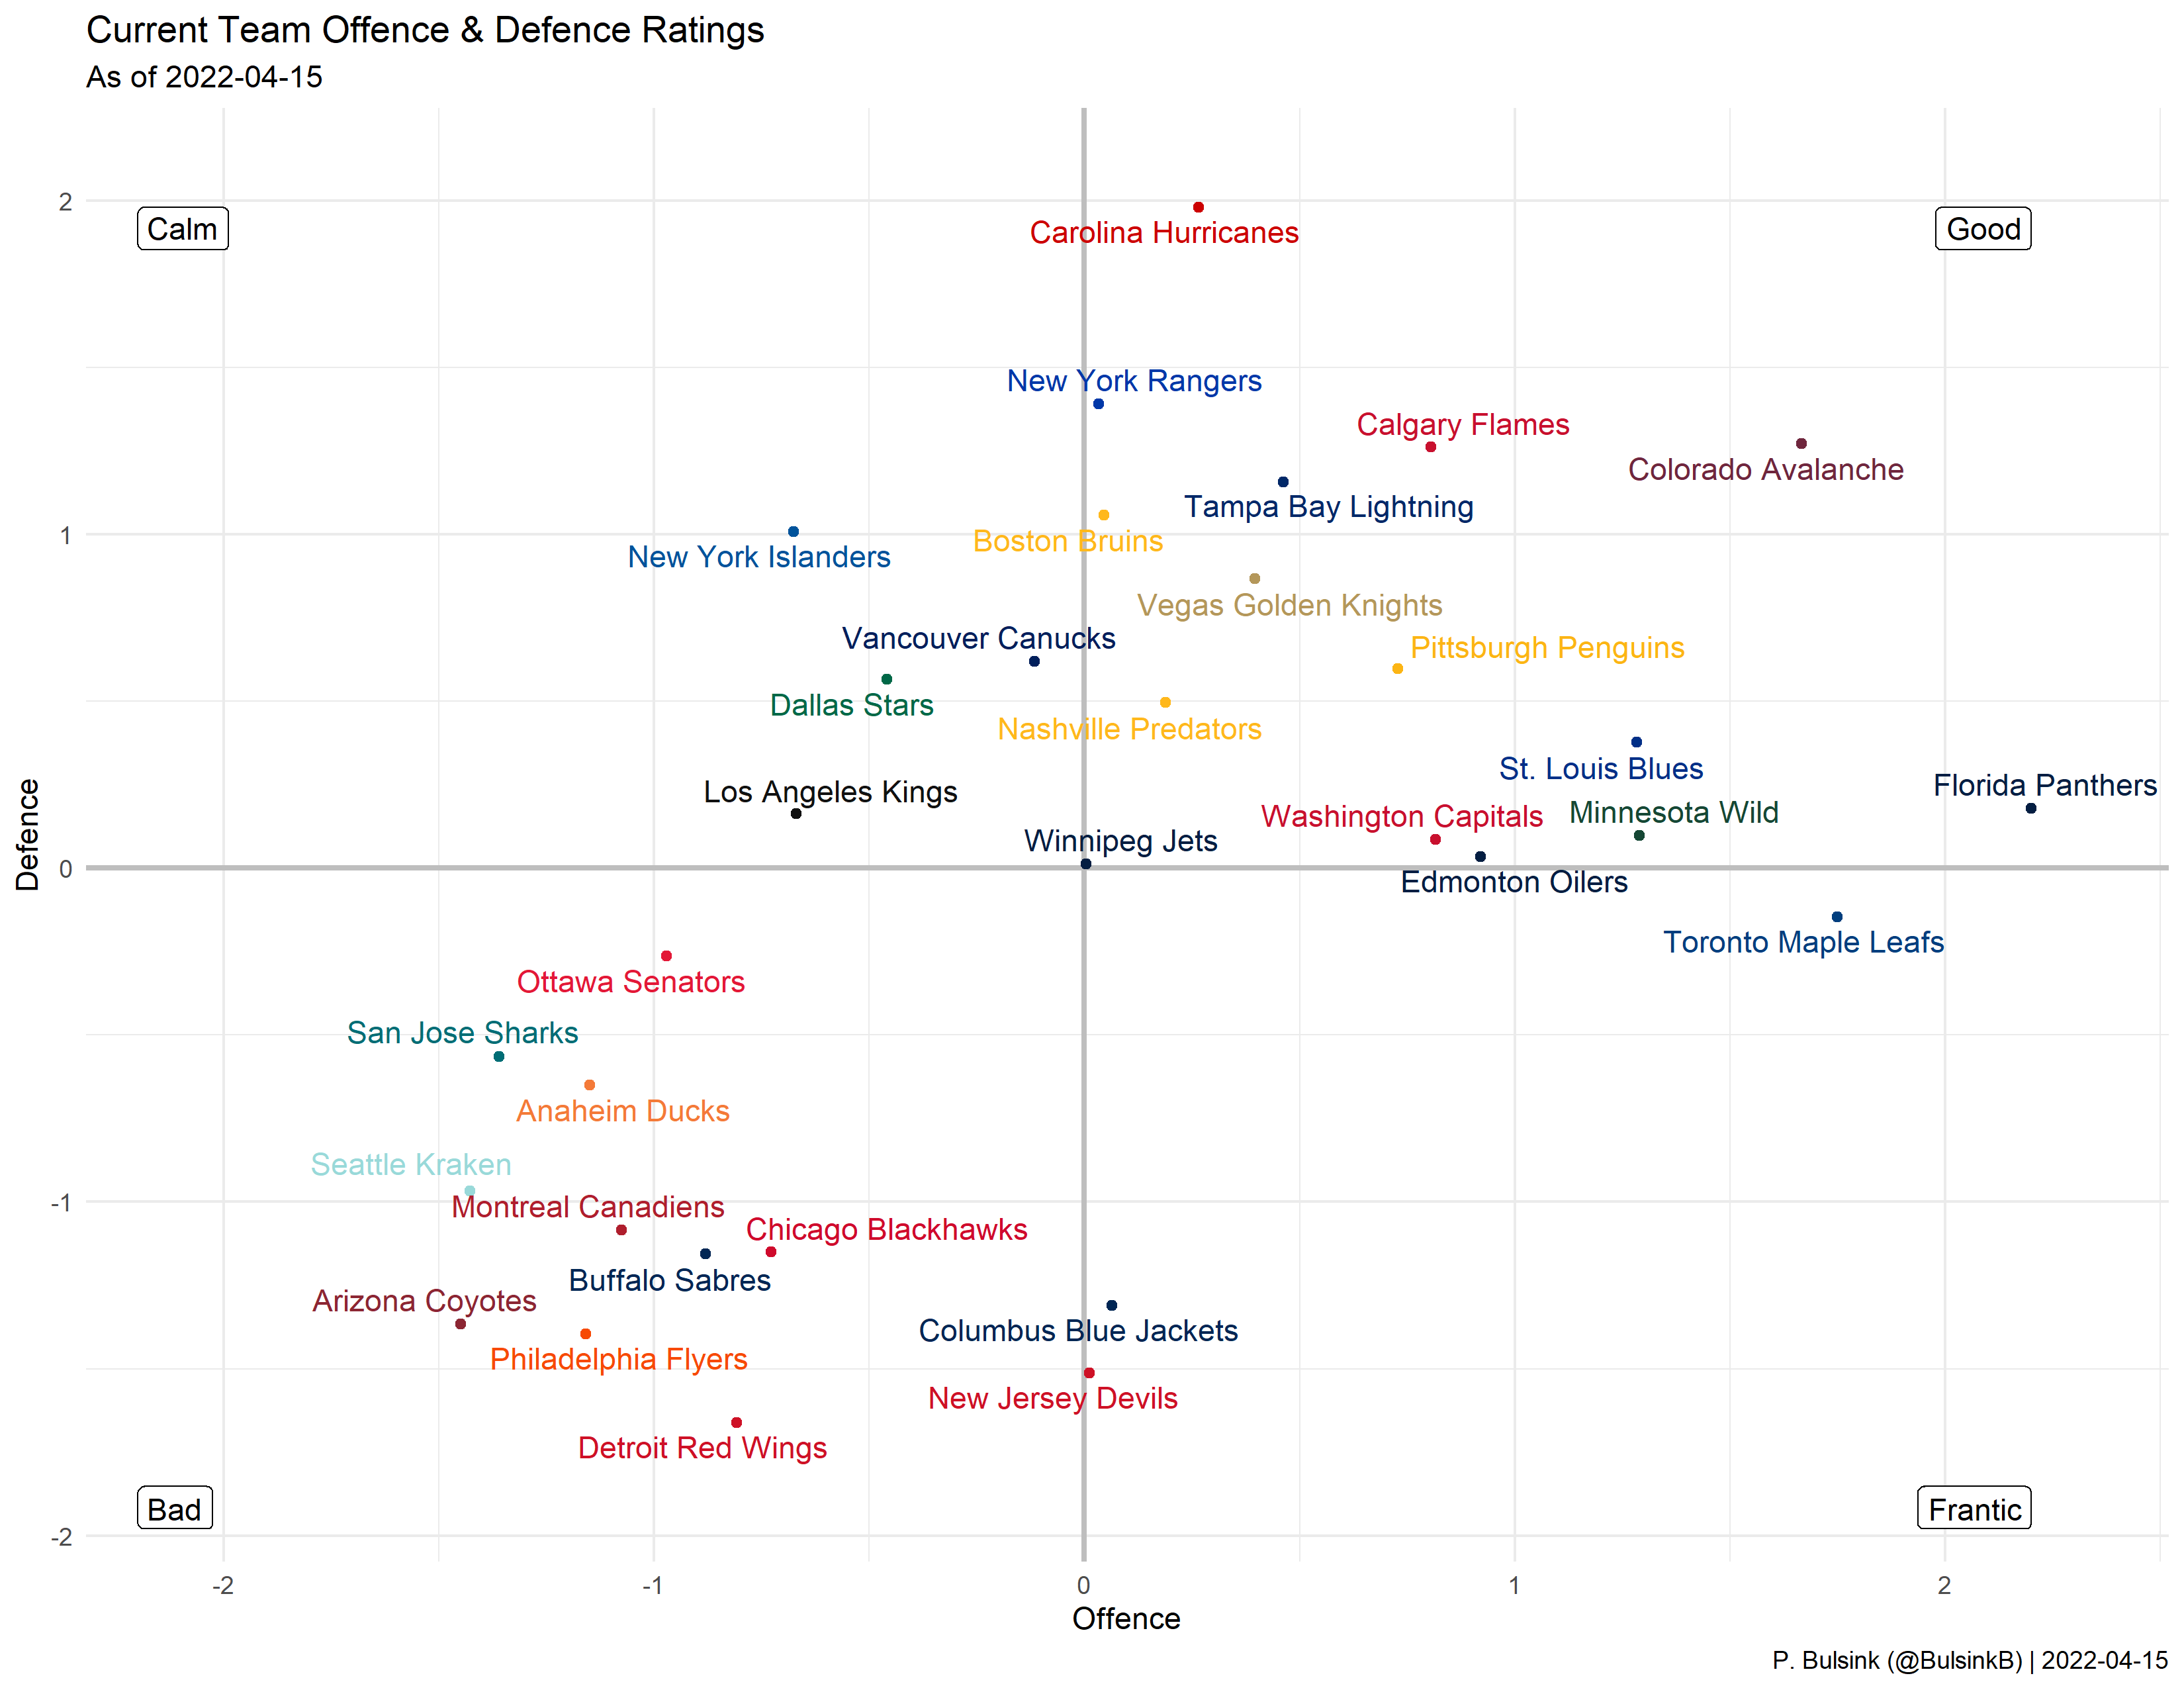 Current Team Offence & Defence Ratings
As of 2022-04-15
2
Calm
Good
Carolina Hurricanes
New York Rangers
Calgary Flames
Colorado Avalanche
Tampa Bay Lightning
1
Boston Bruins
New York Islanders
Vegas Golden Knights
Vancouver Canucks
Pittsburgh Penguins
Dallas Stars
Nashville Predators
St. Louis Blues
Florida Panthers
Los Angeles Kings
Washington Capitals
Minnesota Wild
Winnipeg Jets
Defence
0
Edmonton Oilers
Toronto Maple Leafs
Ottawa Senators
San Jose Sharks
Anaheim Ducks
Seattle Kraken
-1
Montreal Canadiens
Chicago Blackhawks
Buffalo Sabres
Arizona Coyotes
Columbus Blue Jackets
Philadelphia Flyers
New Jersey Devils
Detroit Red Wings
Bad
Frantic
-2
-2
-1
0
1
2
Offence
P. Bulsink (@BulsinkB) | 2022-04-15